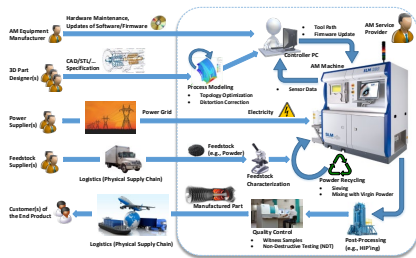 AM Equipment
Manufacturer
Hardware Maintenance,
Updates of Software/Firmware
Controller PC
• Tool Path
• Firmware Update
AM Service
Provider
3D Part
Designer(s)
CAD/STL/...
Specification
Process Modeling
• Topology Optimization
• Distortion Correction
• Sensor Data
AM Machine
SLM
Power
Supplier(s)
Power Grid
Electricity
Feedstock
Supplier(s)
Logistics (Physical Supply Chain)
Feedstock
(e.g., Powder)
Feedstock
Characterization
Powder Recycling
• Sieving
• Mixing with Virgin Powder
Customer(s) of
the End Product
Logistics (Physical Supply Chain)
Manufactured Part
Quality Control
• Witness Samples
• Non-Destructive Testing (NDT)
Post-Processing
(e.g., HIP'ing)